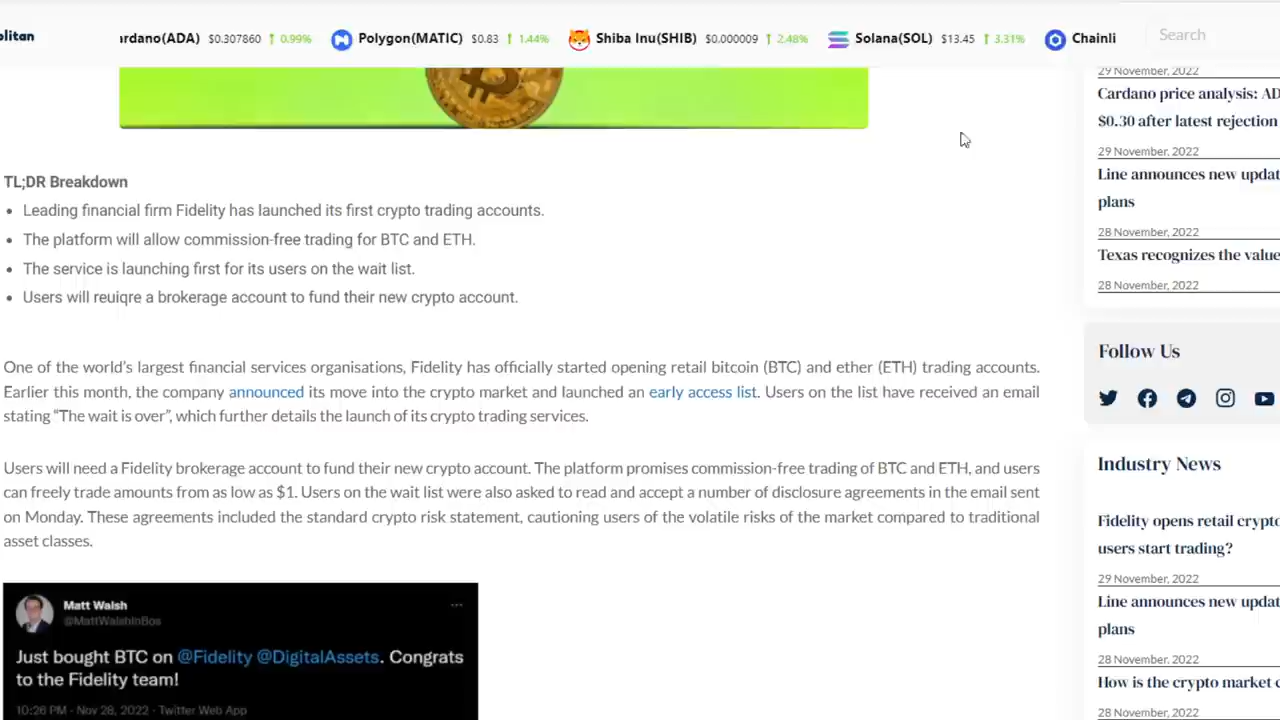 olitan
ardano(ADA) $0.307860 ↑ 0.99% Polygon(MATIC) $0.83 ↑ 1.44% Shiba Inu(SHIB) $0.000009 ↑ 2.48% Solana(SOL) $13.45 ↑ 3.31% Chainli
Search
TL;DR Breakdown
• Leading financial firm Fidelity has launched its first crypto trading accounts.
• The platform will allow commission-free trading for BTC and ETH.
• The service is launching first for its users on the wait list.
• Users will reuiqre a brokerage account to fund their new crypto account.
One of the world's largest financial services organisations, Fidelity has officially started opening retail bitcoin (BTC) and ether (ETH) trading accounts.
Earlier this month, the company announced its move into the crypto market and launched an early access list. Users on the list have received an email
stating "The wait is over", which further details the launch of its crypto trading services.
Users will need a Fidelity brokerage account to fund their new crypto account. The platform promises commission-free trading of BTC and ETH, and users
can freely trade amounts from as low as $1. Users on the wait list were also asked to read and accept a number of disclosure agreements in the email sent
on Monday. These agreements included the standard crypto risk statement, cautioning users of the volatile risks of the market compared to traditional
asset classes.
Matt Walsh
@MattWalshInBos
Just bought BTC on @Fidelity @DigitalAssets. Congrats
to the Fidelity team!
10:26 PM · Nov 28, 2022 · Twitter Web App
29 November, 2022
Cardano price analysis: AD
$0.30 after latest rejection
29 November, 2022
Line announces new updat
plans
28 November, 2022
Texas recognizes the value
28 November, 2022
Follow Us
Industry News
Fidelity opens retail crypto
users start trading?
29 November, 2022
Line announces new updat
plans
28 November, 2022
How is the crypto market c
28 November, 2022